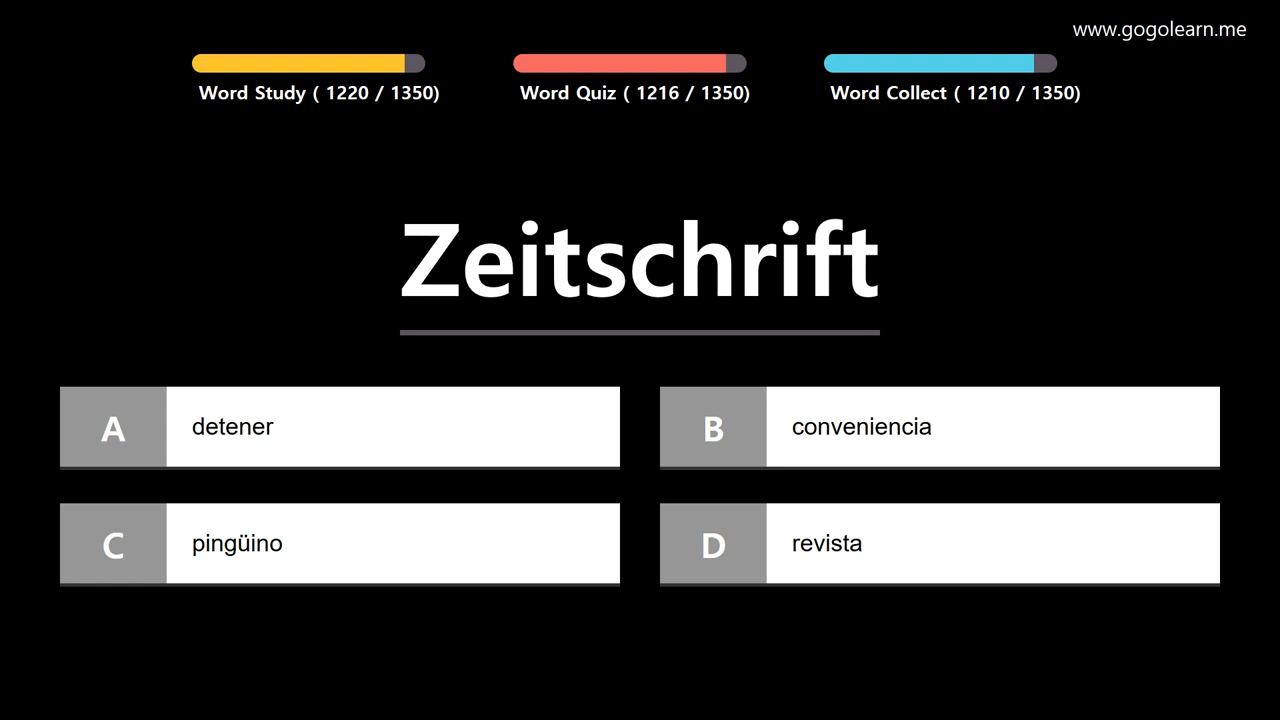 www.gogolearn.me
Word Study ( 1220 / 1350)
Word Quiz ( 1216 / 1350)
Word Collect ( 1210 / 1350)
Zeitschrift
A detener
B conveniencia
C pingüino
D revista